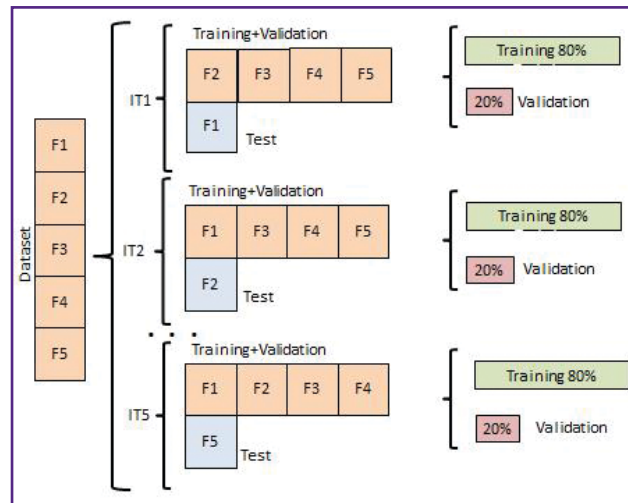 Dataset
F1
F2
F3
F4
F5
IT1
Training+Validation
F2 F3 F4 F5
F1
Test
Training 80%
20% Validation
IT2
Training+Validation
F1 F3 F4 F5
F2
Test
Training 80%
20% Validation
. . .
IT5
Training+Validation
F1 F2 F3 F4
F5
Test
Training 80%
20% Validation